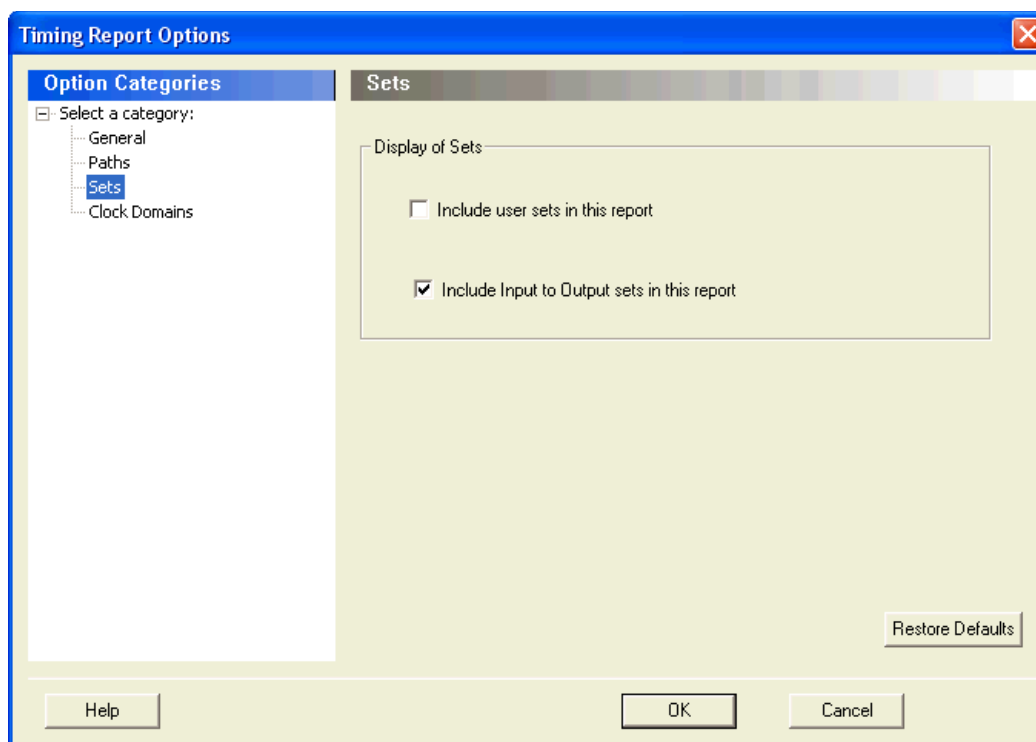 Timing Report Options
Option Categories
Select a category:
General
Paths
Sets
Clock Domains
Sets
Display of Sets
Include user sets in this report
Include Input to Output sets in this report
Restore Defaults
Help
OK
Cancel